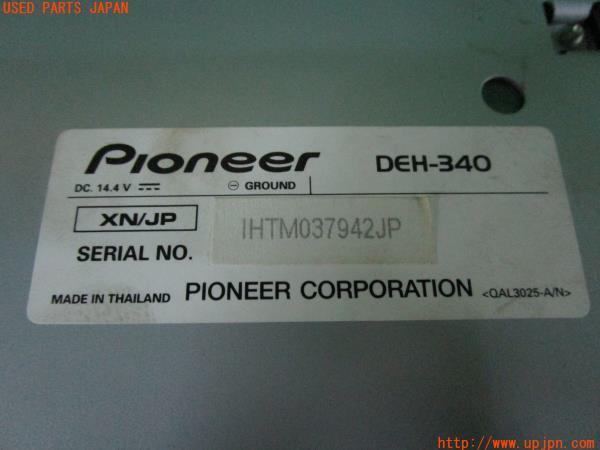 USED PARTS JAPAN
Pioneer DEH-340
DC. 14.4 V ⎓ ⊖ GROUND
XN/JP
IHTM037942JP
SERIAL NO.
MADE IN THAILAND PIONEER CORPORATION <QAL3025-A/N>
http://www.upjpn.com/